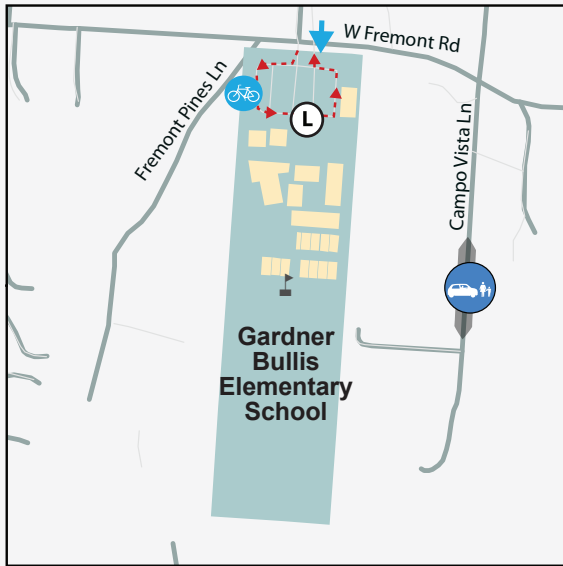 W Fremont Rd
Fremont Pines Ln
Campo Vista Ln
L
Gardner
Bullis
Elementary
School